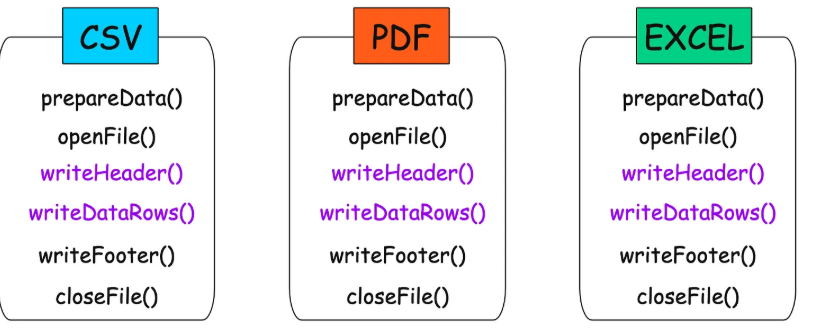 CSV
prepareData()
openFile()
writeHeader()
writeDataRows()
writeFooter()
closeFile()
PDF
prepareData()
openFile()
writeHeader()
writeDataRows()
writeFooter()
closeFile()
EXCEL
prepareData()
openFile()
writeHeader()
writeDataRows()
writeFooter()
closeFile()